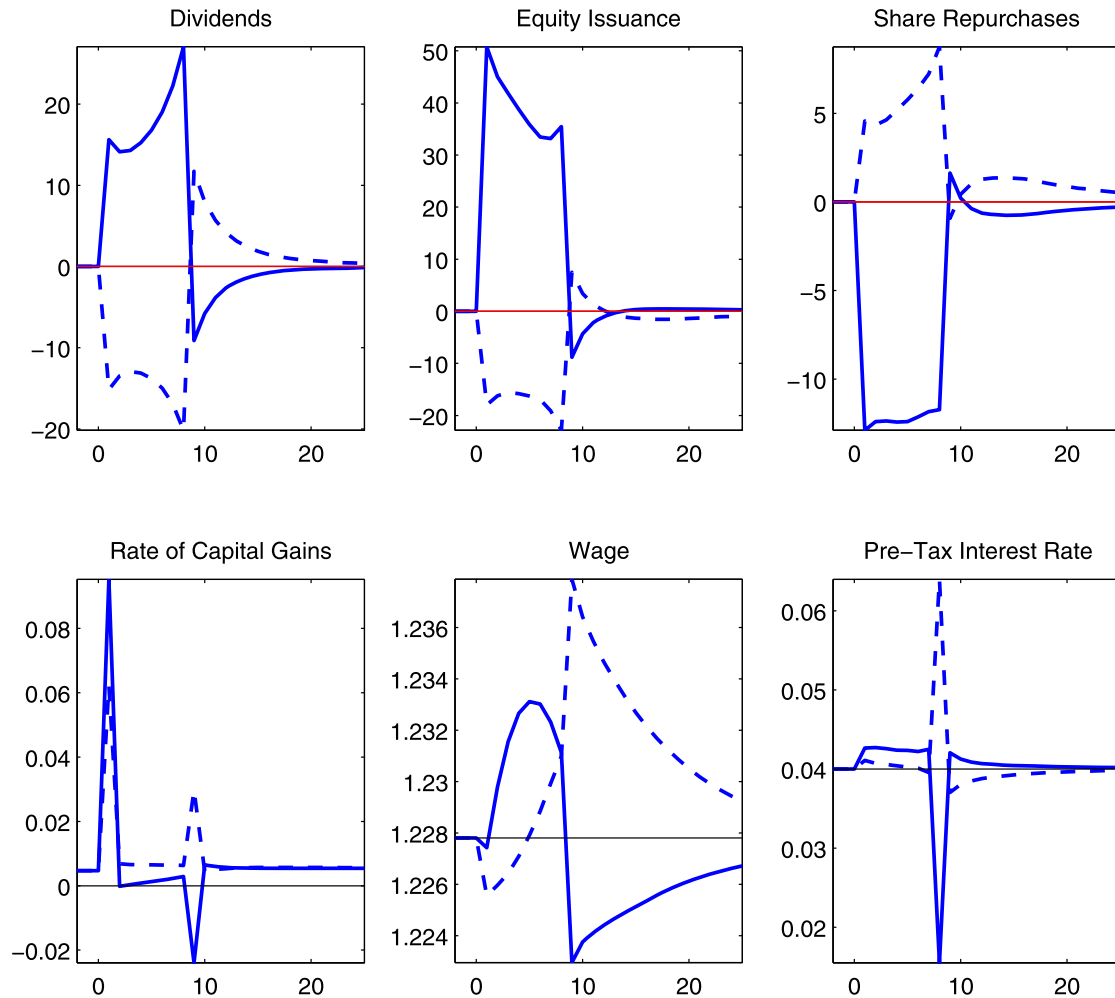 Dividends
20
10
0
−10
−20
0 10 20
Equity Issuance
50
40
30
20
10
0
−10
−20
0 10 20
Share Repurchases
5
0
−5
−10
0 10 20
Rate of Capital Gains
0.08
0.06
0.04
0.02
0
−0.02
0 10 20
Wage
1.236
1.234
1.232
1.23
1.228
1.226
1.224
0 10 20
Pre−Tax Interest Rate
0.06
0.05
0.04
0.03
0.02
0 10 20